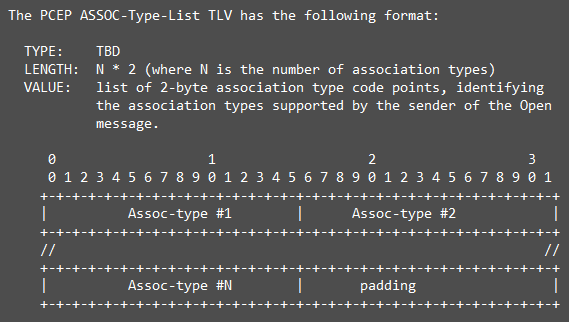 The PCEP ASSOC-Type-List TLV has the following format:
TYPE:    TBD
LENGTH:  N * 2 (where N is the number of association types)
VALUE:   list of 2-byte association type code points, identifying
         the association types supported by the sender of the Open
         message.
 0                   1                   2                   3
 0 1 2 3 4 5 6 7 8 9 0 1 2 3 4 5 6 7 8 9 0 1 2 3 4 5 6 7 8 9 0 1
+-+-+-+-+-+-+-+-+-+-+-+-+-+-+-+-+-+-+-+-+-+-+-+-+-+-+-+-+-+-+-+-+
|          Assoc-type #1        |      Assoc-type #2            |
+-+-+-+-+-+-+-+-+-+-+-+-+-+-+-+-+-+-+-+-+-+-+-+-+-+-+-+-+-+-+-+-+
//                                                             //
+-+-+-+-+-+-+-+-+-+-+-+-+-+-+-+-+-+-+-+-+-+-+-+-+-+-+-+-+-+-+-+-+
|          Assoc-type #N        |       padding                 |
+-+-+-+-+-+-+-+-+-+-+-+-+-+-+-+-+-+-+-+-+-+-+-+-+-+-+-+-+-+-+-+-+